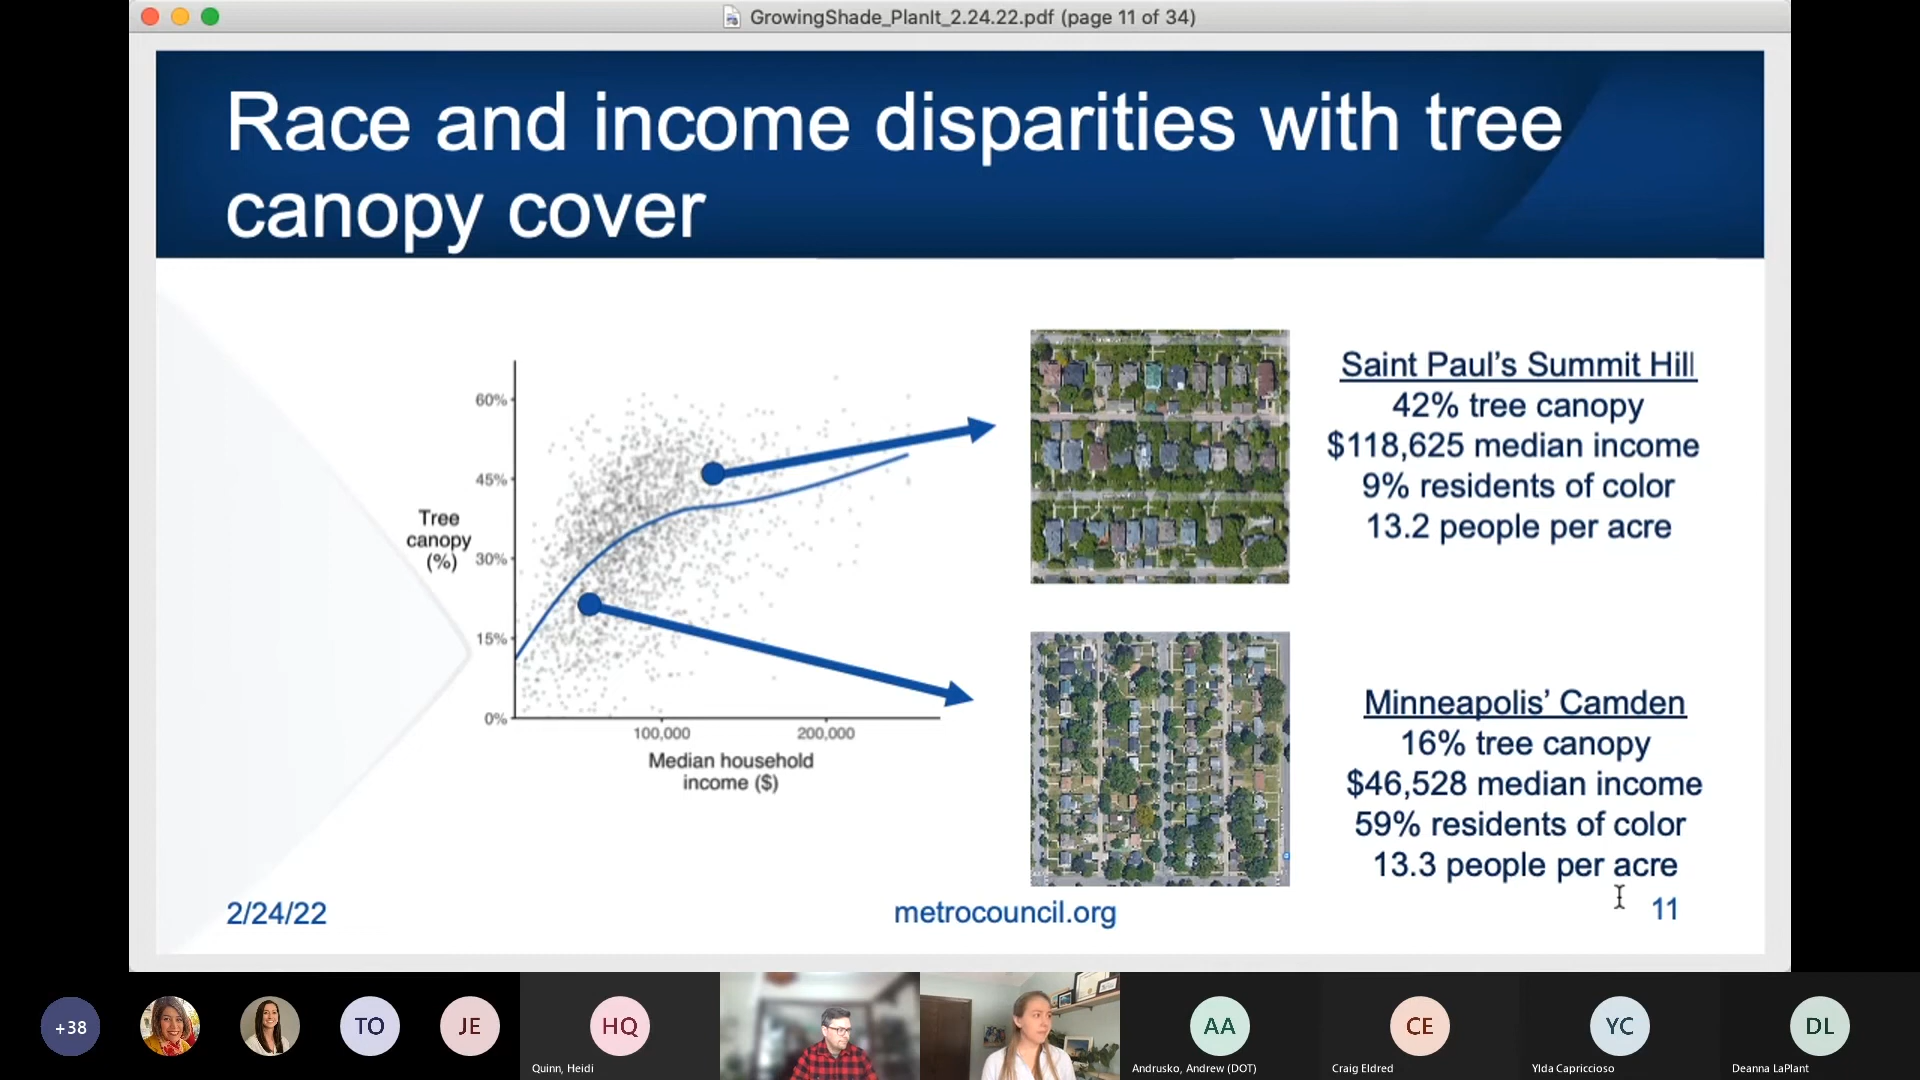 GrowingShade_PlanIt_2.24.22.pdf (page 11 of 34)
Race and income disparities with tree
canopy cover
Tree
canopy
(%)
60%
45%
30%
15%
0%
100,000
200,000
Median household
income ($)
Saint Paul’s Summit Hill
42% tree canopy
$118,625 median income
9% residents of color
13.2 people per acre
Minneapolis’ Camden
16% tree canopy
$46,528 median income
59% residents of color
13.3 people per acre
2/24/22
metrocouncil.org
11
+38
TO
JE
HQ
Quinn, Heidi
AA
Andrusko, Andrew (DOT)
CE
Craig Eldred
YC
Ylda Capriccioso
DL
Deanna LaPlant